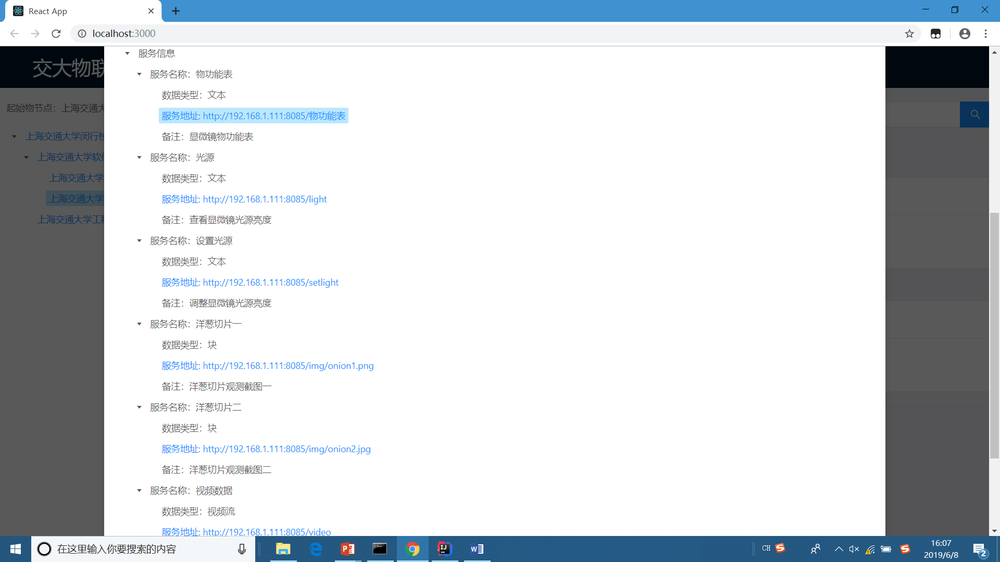 React App
localhost:3000
交大物联
起始物节点：上海交通大
上海交通大学闵行校
上海交通大学软件
上海交通大学
上海交通大学
上海交通大学工程
服务信息
服务名称：物功能表
数据类型：文本
服务地址: http://192.168.1.111:8085/物功能表
备注：显微镜物功能表
服务名称：光源
数据类型：文本
服务地址: http://192.168.1.111:8085/light
备注：查看显微镜光源亮度
服务名称：设置光源
数据类型：文本
服务地址: http://192.168.1.111:8085/setlight
备注：调整显微镜光源亮度
服务名称：洋葱切片一
数据类型：块
服务地址: http://192.168.1.111:8085/img/onion1.png
备注：洋葱切片观测截图一
服务名称：洋葱切片二
数据类型：块
服务地址: http://192.168.1.111:8085/img/onion2.jpg
备注：洋葱切片观测截图二
服务名称：视频数据
数据类型：视频流
服务地址: http://192.168.1.111:8085/video
在这里输入你要搜索的内容
CH
16:07
2019/6/8
2